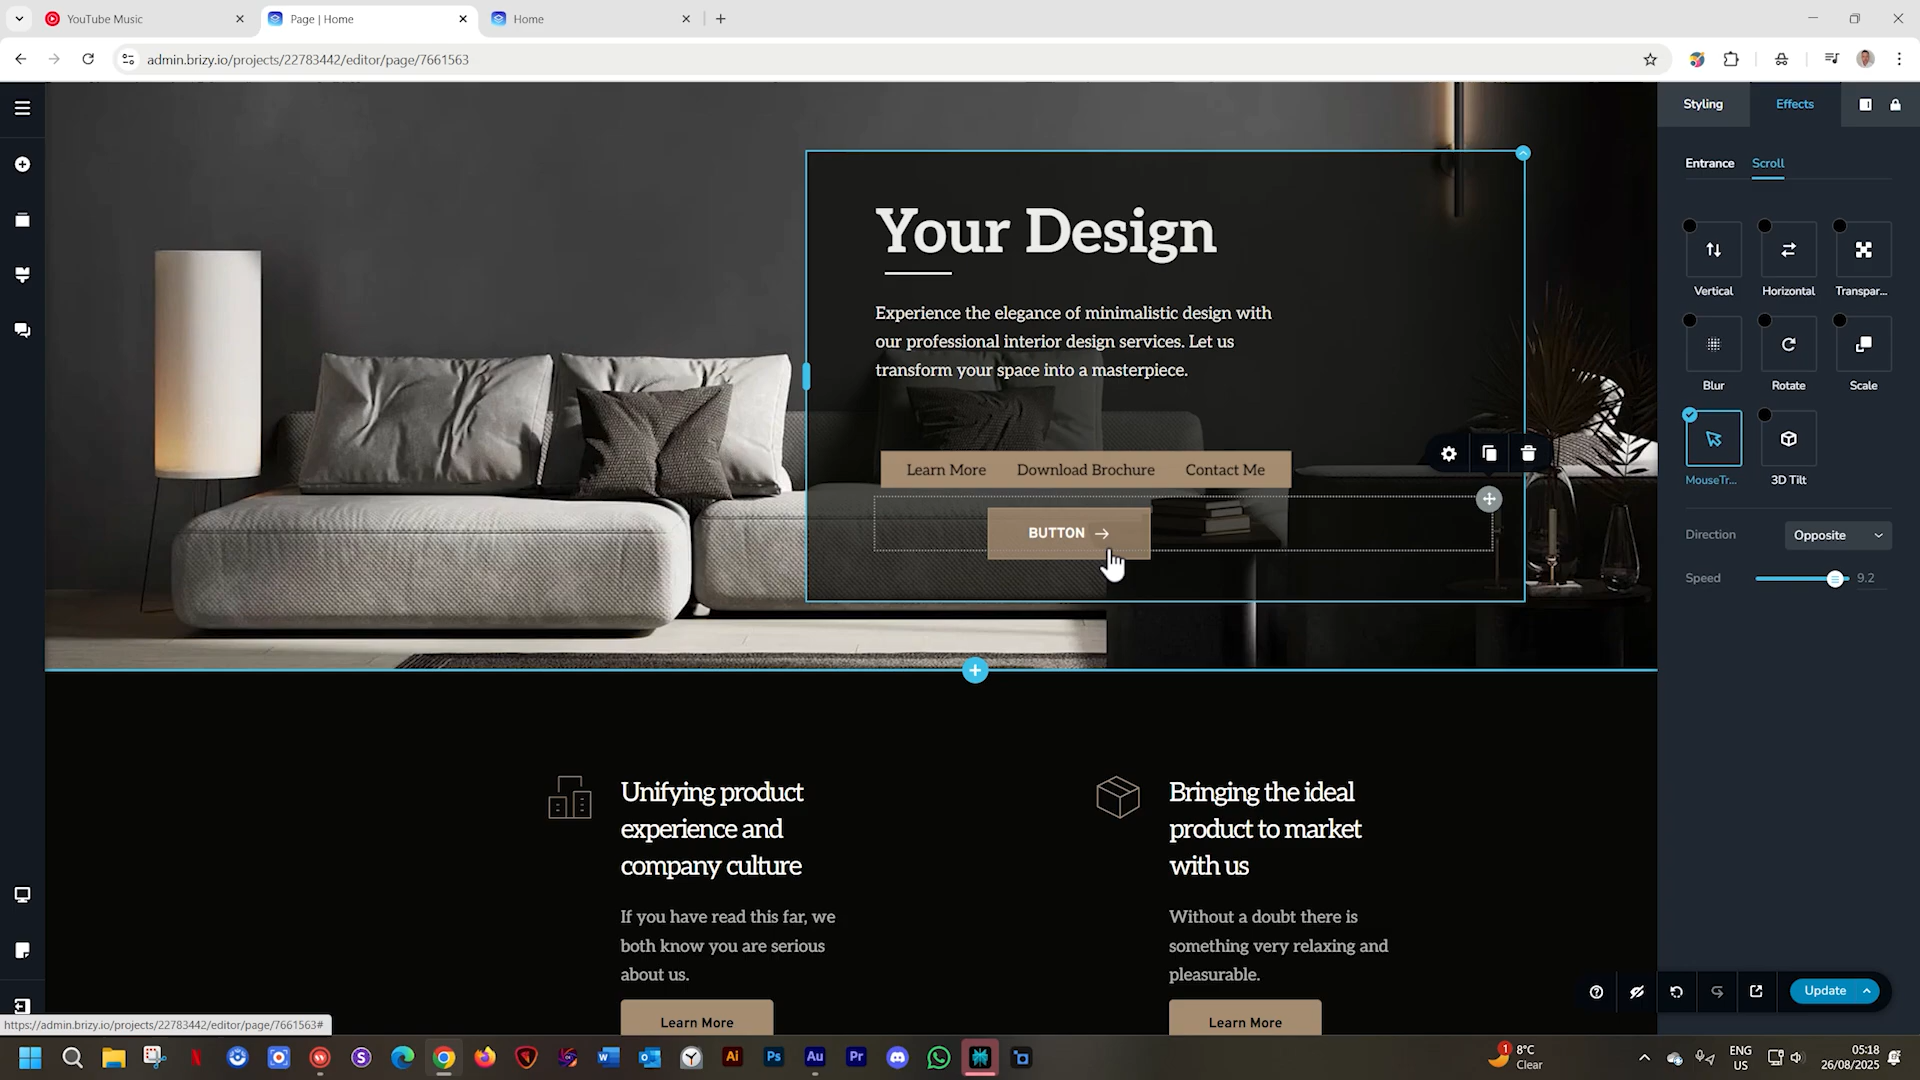 YouTube Music
Page | Home
Home
admin.brizy.io/projects/22783442/editor/page/7661563
Styling
Effects
Entrance
Scroll
Vertical
Horizontal
Transpar...
Blur
Rotate
Scale
MouseTr...
3D Tilt
Direction
Opposite
Speed
9.2
Your Design
Experience the elegance of minimalistic design with
our professional interior design services. Let us
transform your space into a masterpiece.
Learn More
Download Brochure
Contact Me
BUTTON →
Unifying product
experience and
company culture
If you have read this far, we
both know you are serious
about us.
Learn More
Bringing the ideal
product to market
with us
Without a doubt there is
something very relaxing and
pleasurable.
Learn More
Update
https://admin.brizy.io/projects/22783442/editor/page/7661563#
S
Ai
Ps
Au
Pr
1
8°C
Clear
ENG
US
05:18
26/08/2025